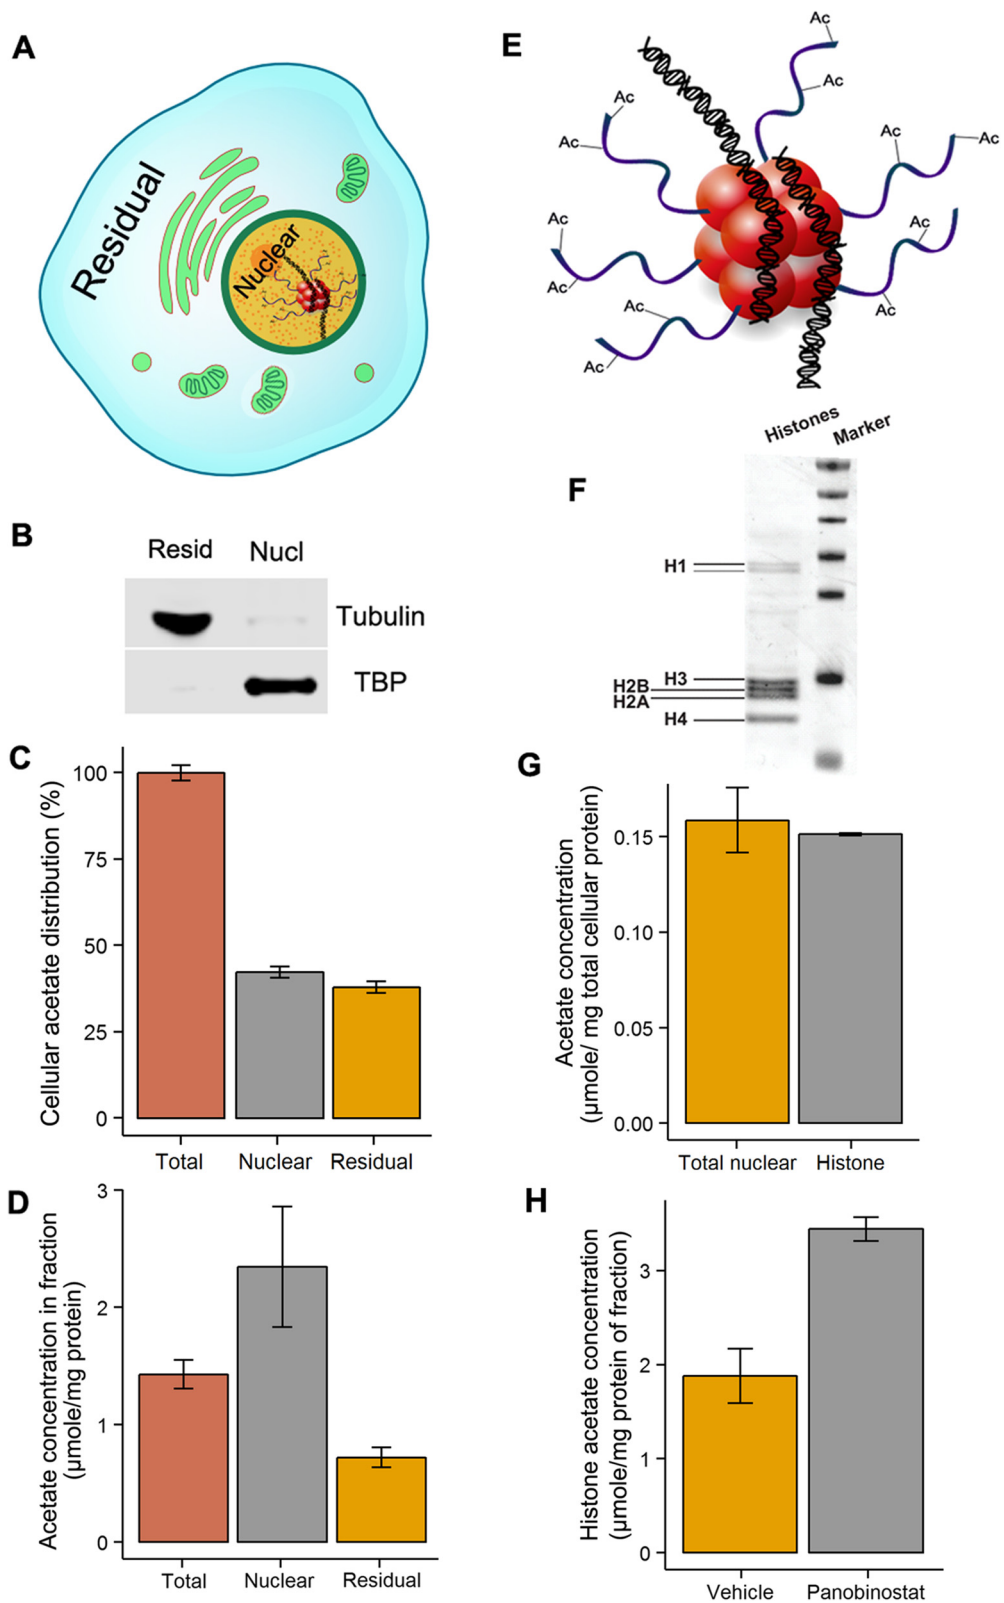 A
Residual
Nuclear
B
Resid
Nucl
Tubulin
TBP
C
Cellular acetate distribution (%)
100
75
50
25
0
Total
Nuclear
Residual
D
Acetate concentration in fraction
(µmole/mg protein)
3
2
1
0
Total
Nuclear
Residual
E
Ac
Ac
Ac
Ac
Ac
Ac
Ac
Ac
Ac
Ac
Ac
Ac
F
Histones
Marker
H1
H3
H2B
H2A
H4
G
Acetate concentration
(µmole/ mg total cellular protein)
0.15
0.10
0.05
0.00
Total nuclear
Histone
H
Histone acetate concentration
(µmole/mg protein of fraction)
3
2
1
0
Vehicle
Panobinostat